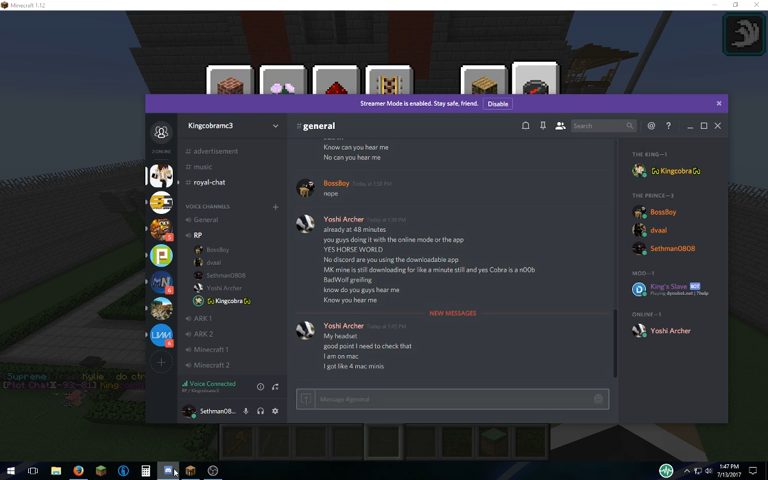 Minecraft 1.12
Streamer Mode is enabled. Stay safe, friend.
Disable
Kingcobramc3
# general
Search
# advertisement
# music
# royal-chat
VOICE CHANNELS
General
RP
BossBoy
dvaal
Sethman0808
Yoshi Archer
Kingcobra
ARK 1
ARK 2
Minecraft 1
Minecraft 2
Voice Connected
Sethman08...
Know can you hear me
No can you hear me
BossBoy
nope
Yoshi Archer
already at 48 minutes
you guys doing it with the online mode or the app
YES HORSE WORLD
No discord are you using the downloadable app
MK mine is still downloading for like a minute still and yes Cobra is a n00b
BadWolf greifing
know do you guys hear me
Know you hear me
NEW MESSAGES
Yoshi Archer
My headset
good point I need to check that
I am on mac
I got like 4 mac minis
Message #general
THE KING—1
Kingcobra
THE PRINCE—3
BossBoy
dvaal
Sethman0808
MOD—1
King's Slave BOT
ONLINE—1
Yoshi Archer
Supreme
Kylie
[Plot Chat]
King
1:47 PM
7/13/2017